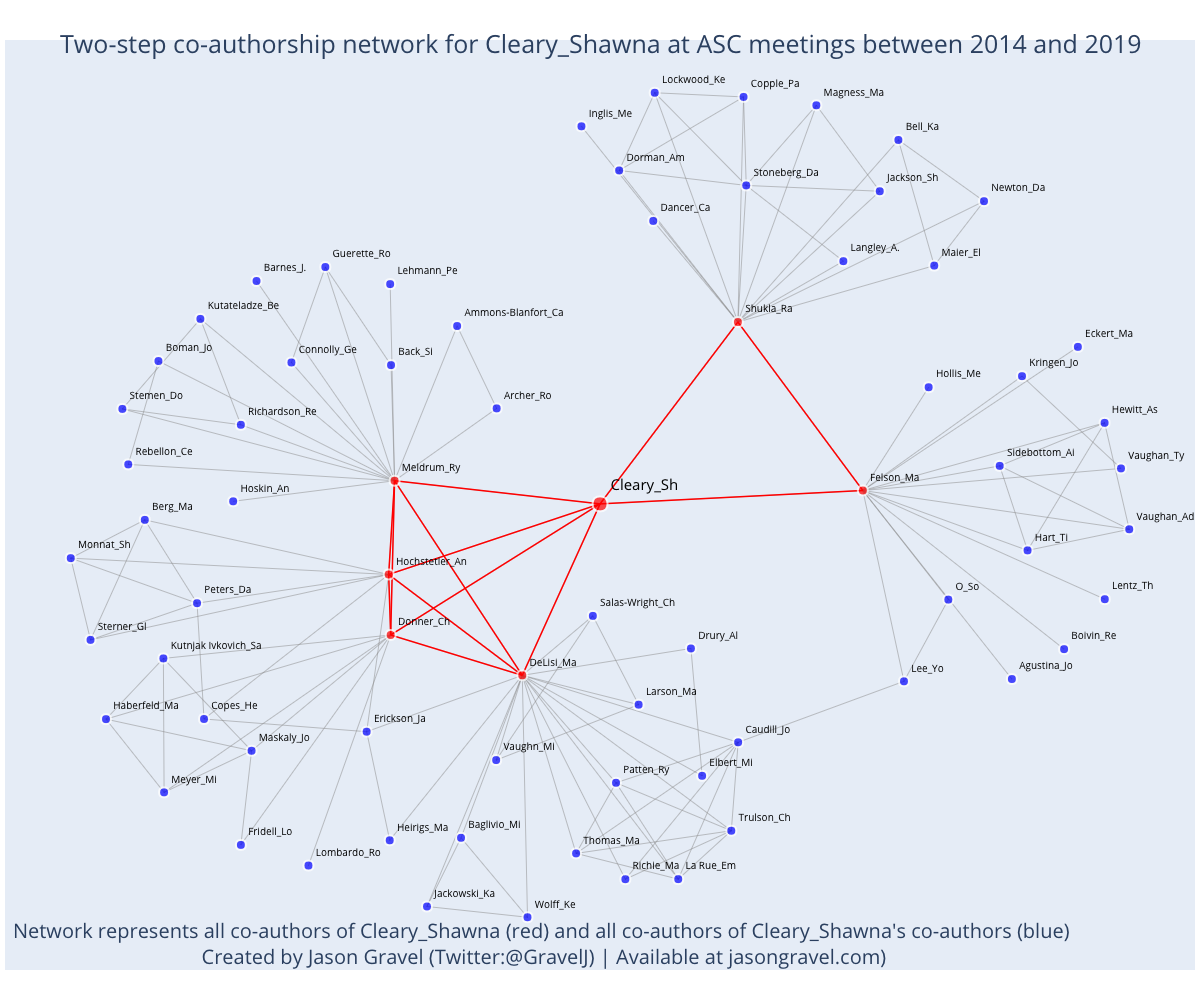 Two-step co-authorship network for Cleary_Shawna at ASC meetings between 2014 and 2019
Lockwood_Ke
Copple_Pa
Magness_Ma
Inglis_Me
Bell_Ka
Dorman_Am
Stoneberg_Da
Jackson_Sh
Newton_Da
Dancer_Ca
Langley_A.
Maier_El
Guerette_Ro
Barnes_J.
Lehmann_Pe
Kutateladze_Be
Ammons-Blanfort_Ca
Shukla_Ra
Eckert_Ma
Boman_Jo
Connolly_Ge
Back_Si
Kringen_Jo
Hollis_Me
Stemen_Do
Archer_Ro
Richardson_Re
Hewitt_As
Rebellon_Ce
Sidebottom_Ai
Vaughan_Ty
Meldrum_Ry
Felson_Ma
Cleary_Sh
Hoskin_An
Berg_Ma
Vaughan_Ad
Hart_Ti
Monnat_Sh
Hochstetler_An
Peters_Da
O_So
Lentz_Th
Salas-Wright_Ch
Sterner_Gl
Donner_Ch
Drury_Al
Boivin_Re
Kutnjak Ivkovich_Sa
DeLisi_Ma
Lee_Yo
Agustina_Jo
Larson_Ma
Haberfeld_Ma
Copes_He
Erickson_Ja
Caudill_Jo
Maskaly_Jo
Vaughn_Mi
Elbert_Mi
Patten_Ry
Meyer_Mi
Trulson_Ch
Fridell_Lo
Heirigs_Ma
Baglivio_Mi
Thomas_Ma
Lombardo_Ro
Richie_Ma
La Rue_Em
Jackowski_Ka
Wolff_Ke
Network represents all co-authors of Cleary_Shawna (red) and all co-authors of Cleary_Shawna's co-authors (blue)
Created by Jason Gravel (Twitter:@GravelJ) | Available at jasongravel.com)